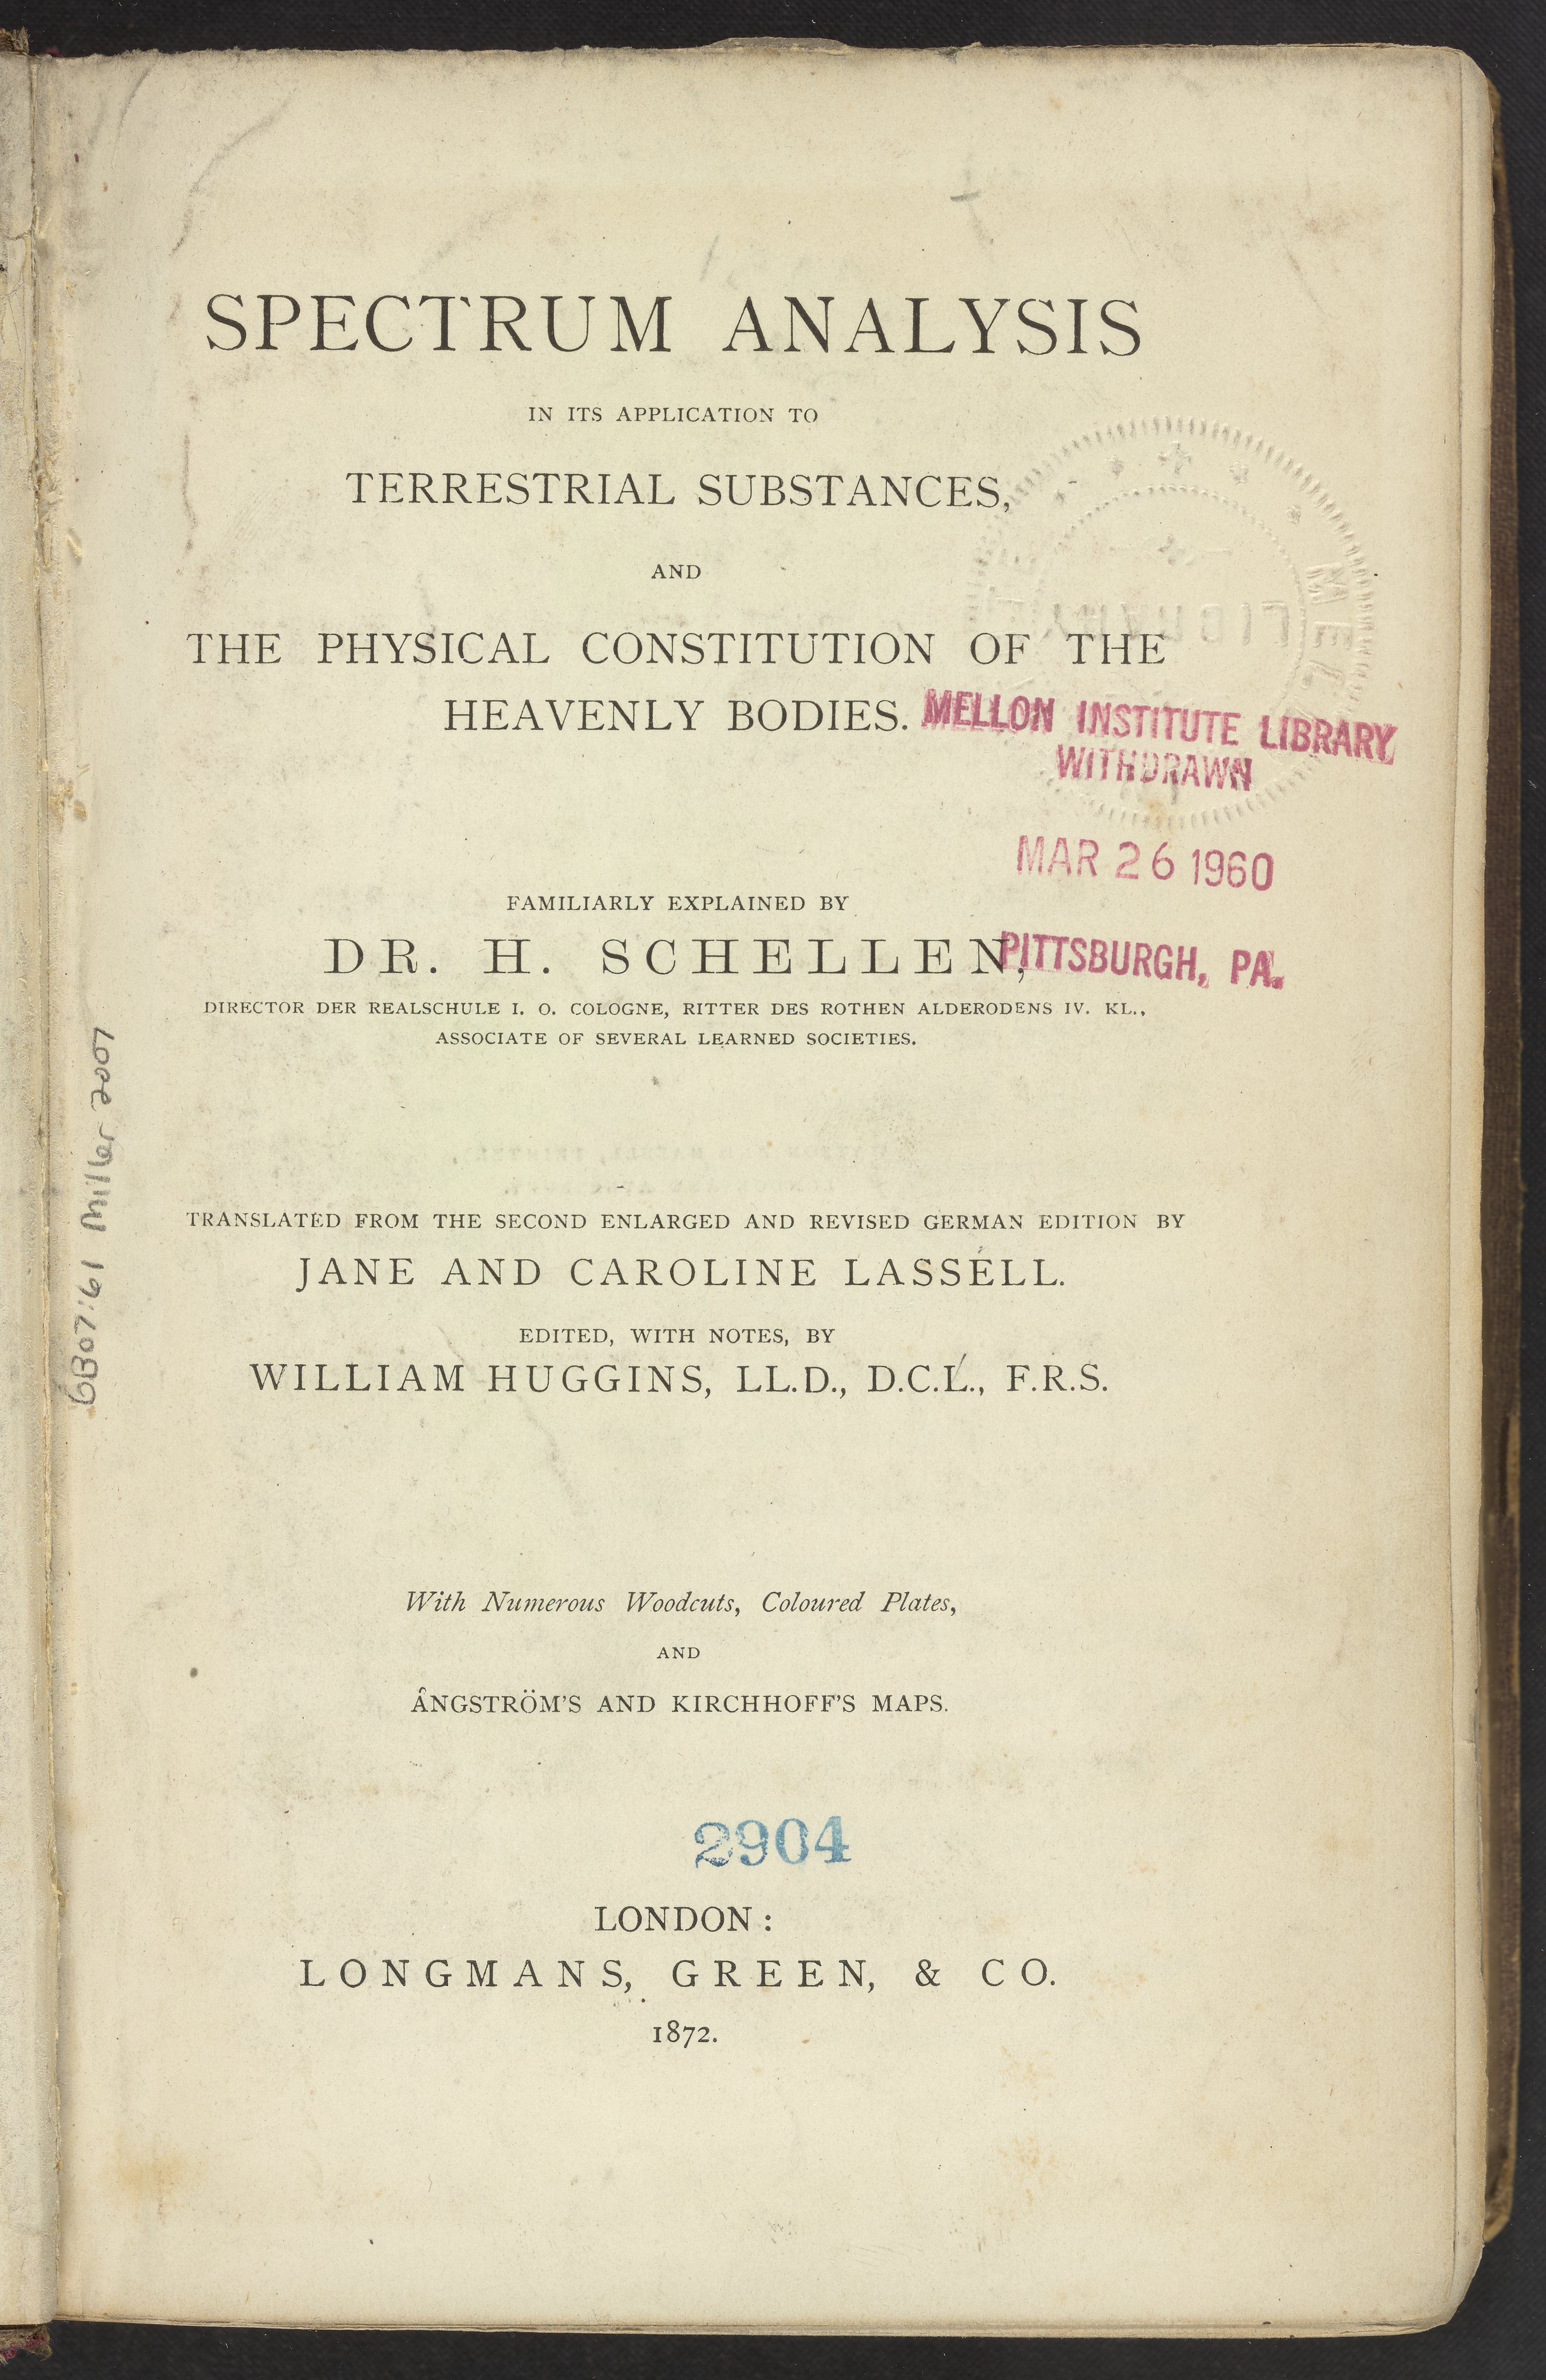 SPECTRUM ANALYSIS
IN ITS APPLICATION TO
TERRESTRIAL SUBSTANCES,
AND
THE PHYSICAL CONSTITUTION OF THE
HEAVENLY BODIES.
MELLON INSTITUTE LIBRARY
WITHDRAWN
MAR 26 1960
PITTSBURGH, PA.
FAMILIARLY EXPLAINED BY
DR. H. SCHELLEN,
DIRECTOR DER REALSCHULE I. O. COLOGNE, RITTER DES ROTHEN ALDERODENS IV. KL.,
ASSOCIATE OF SEVERAL LEARNED SOCIETIES.
TRANSLATED FROM THE SECOND ENLARGED AND REVISED GERMAN EDITION BY
JANE AND CAROLINE LASSELL.
EDITED, WITH NOTES, BY
WILLIAM HUGGINS, LL.D., D.C.L., F.R.S.
With Numerous Woodcuts, Coloured Plates,
AND
ÂNGSTRÖM'S AND KIRCHHOFF'S MAPS.
2904
LONDON:
LONGMANS, GREEN, & CO.
1872.
GB07:61 Miller 2007